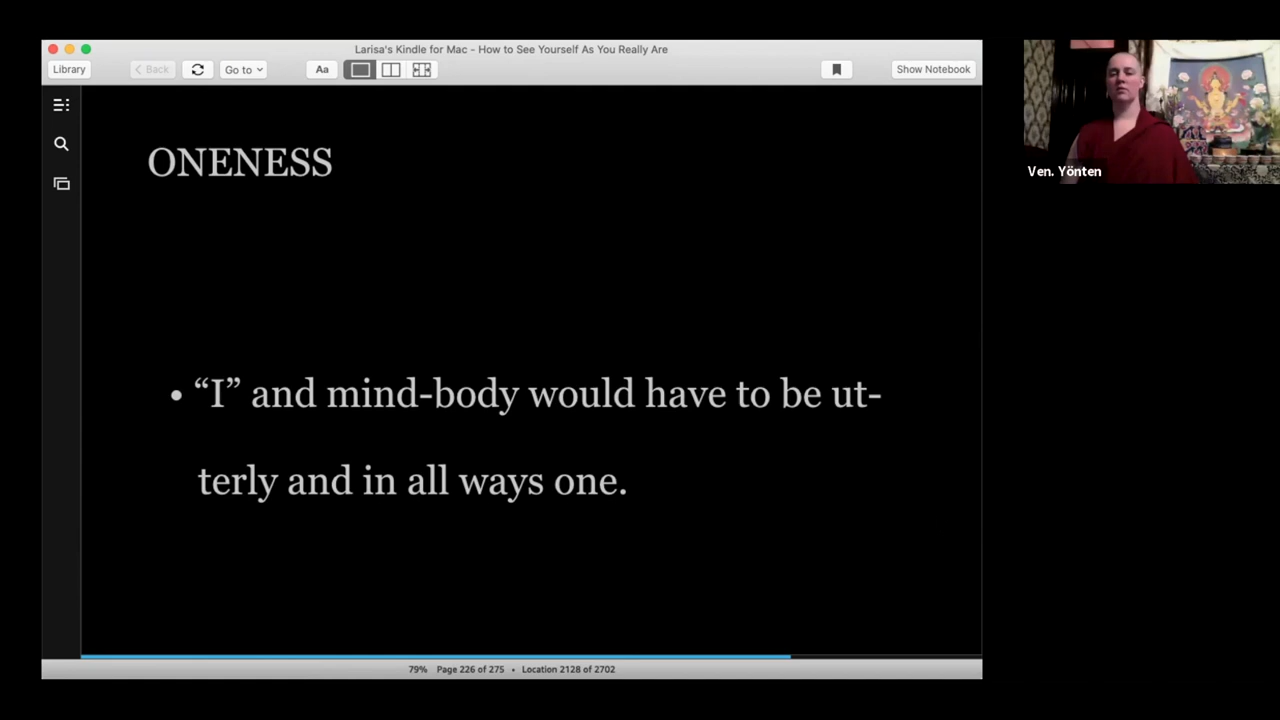 Larisa's Kindle for Mac - How to See Yourself As You Really Are
Library
Back
Go to
Aa
Show Notebook
ONENESS
• “I” and mind-body would have to be ut-
terly and in all ways one.
Ven. Yönten
79% Page 226 of 275 • Location 2128 of 2702